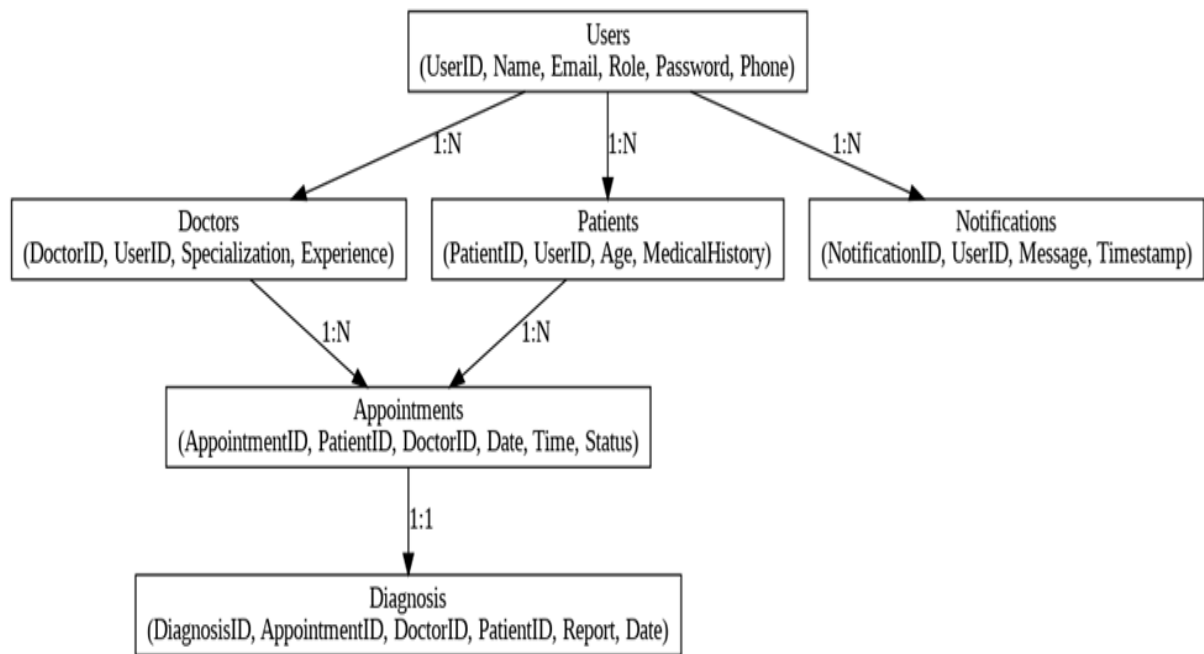 Users
(UserID, Name, Email, Role, Password, Phone)
1:N
1:N
1:N
Doctors
(DoctorID, UserID, Specialization, Experience)
Patients
(PatientID, UserID, Age, MedicalHistory)
Notifications
(NotificationID, UserID, Message, Timestamp)
1:N
1:N
Appointments
(AppointmentID, PatientID, DoctorID, Date, Time, Status)
1:1
Diagnosis
(DiagnosisID, AppointmentID, DoctorID, PatientID, Report, Date)